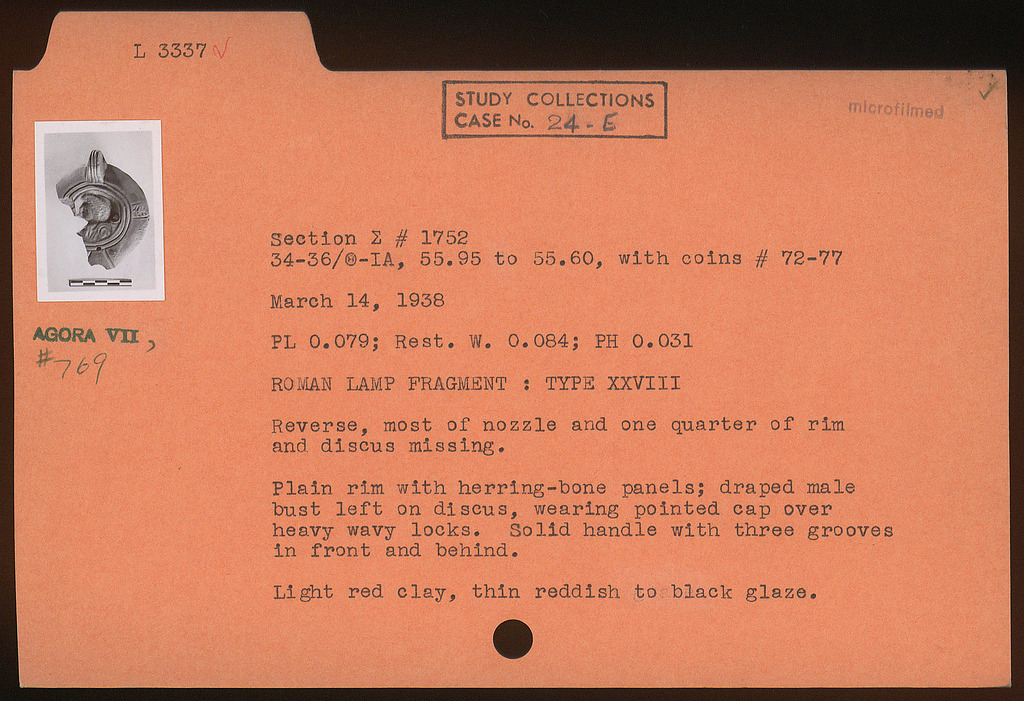 L 3337 ✓
STUDY COLLECTIONS
CASE No. 24-E
microfilmed
Section Σ # 1752
34-36/Θ-IA, 55.95 to 55.60, with coins # 72-77
March 14, 1938
AGORA VII,
#769
PL 0.079; Rest. W. 0.084; PH 0.031
ROMAN LAMP FRAGMENT : TYPE XXVIII
Reverse, most of nozzle and one quarter of rim
and discus missing.
Plain rim with herring-bone panels; draped male
bust left on discus, wearing pointed cap over
heavy wavy locks. Solid handle with three grooves
in front and behind.
Light red clay, thin reddish to black glaze.